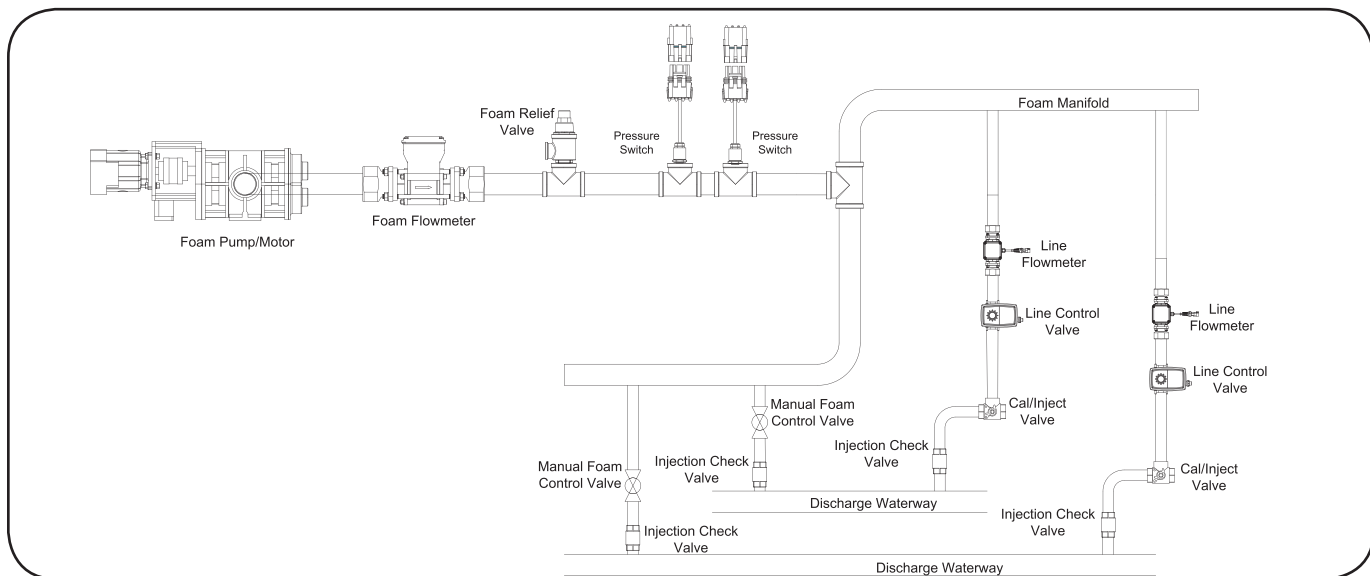 Foam Relief
Valve
Pressure
Switch
Pressure
Switch
Foam Manifold
Foam Pump/Motor
Foam Flowmeter
Line
Flowmeter
Line Control
Valve
Line
Flowmeter
Line Control
Valve
Manual Foam
Control Valve
Cal/Inject
Valve
Injection Check
Valve
Injection Check
Valve
Manual Foam
Control Valve
Cal/Inject
Valve
Discharge Waterway
Injection Check
Valve
Injection Check
Valve
Discharge Waterway